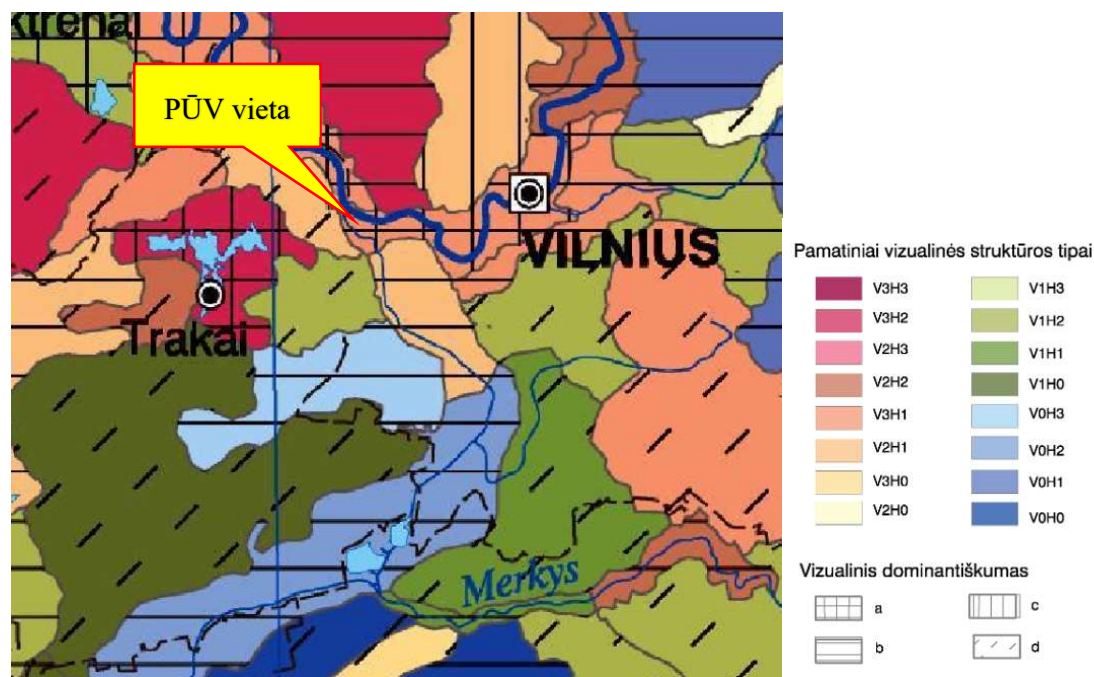 ktrėnai
PŪV vieta
VILNIUS
Trakai
Merkys
Pamatiniai vizualinės struktūros tipai
V3H3
V3H2
V2H3
V2H2
V3H1
V2H1
V3H0
V2H0
V1H3
V1H2
V1H1
V1H0
V0H3
V0H2
V0H1
V0H0
Vizualinis dominantiškumas
a
b
c
d